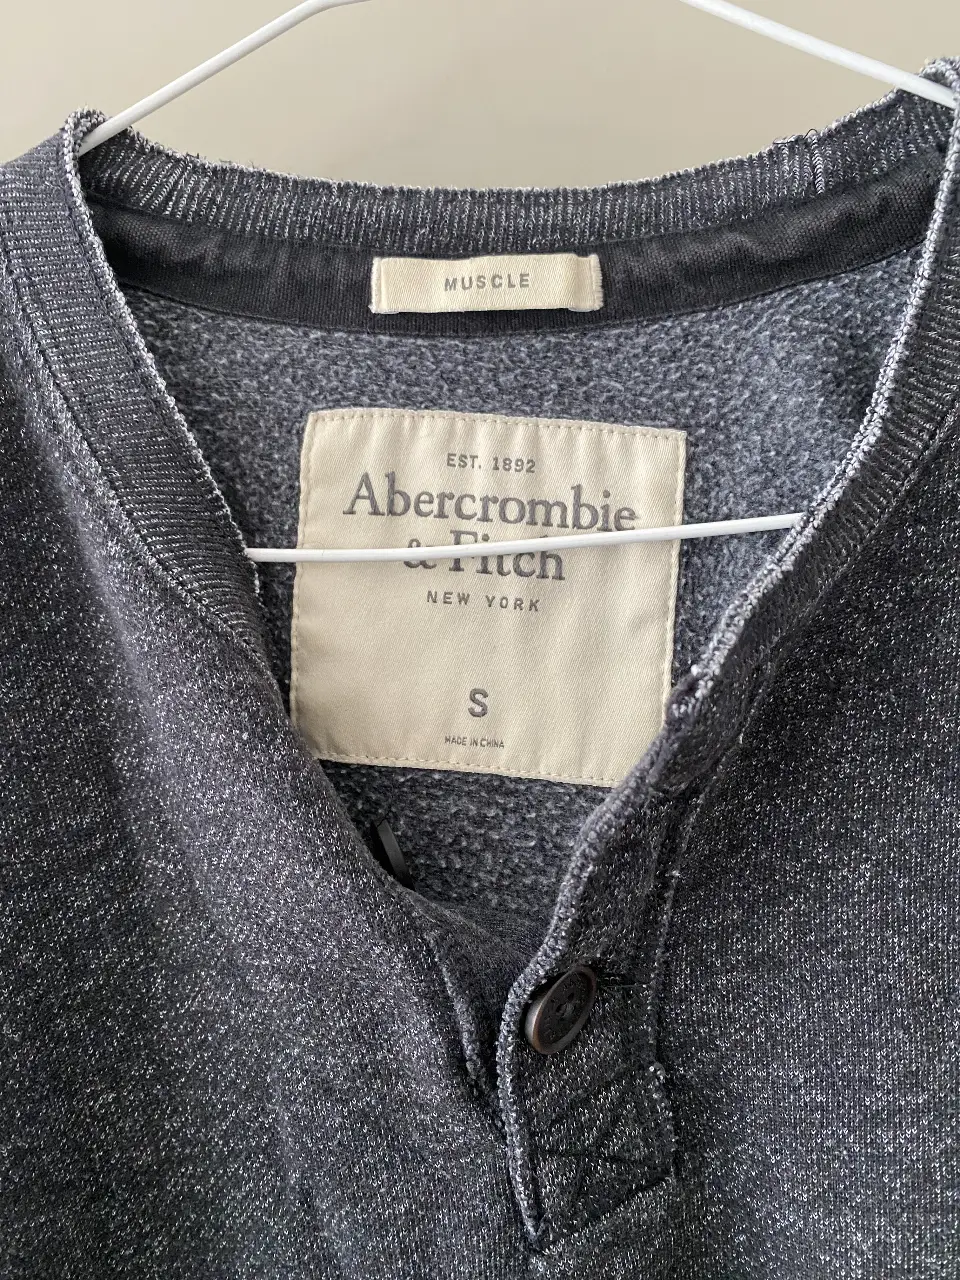 MUSCLE
EST. 1892
Abercrombie
& Fitch
NEW YORK
S
MADE IN CHINA